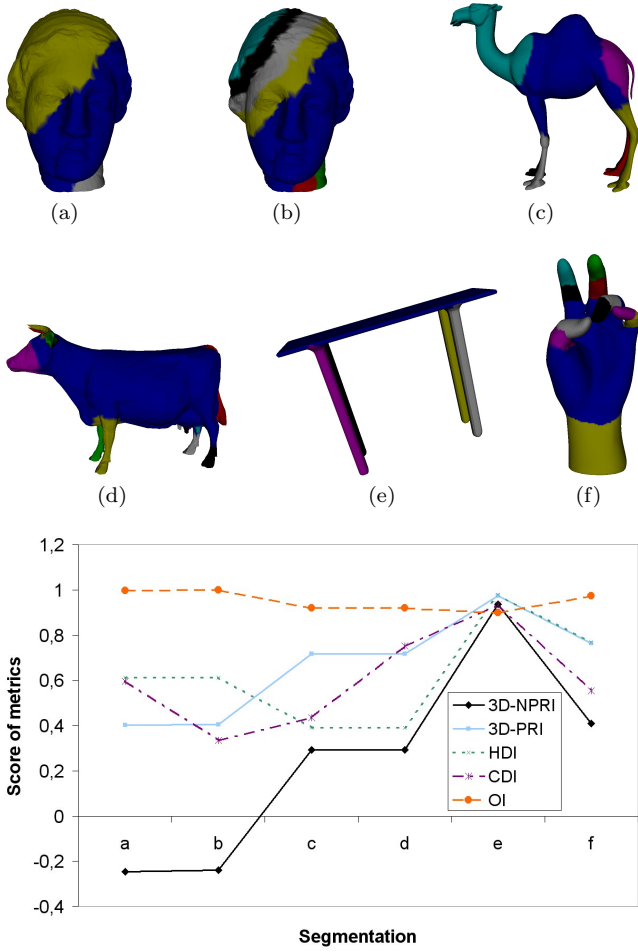 (a)
(b)
(c)
(d)
(e)
(f)
1,2
1
0,8
0,6
0,4
0,2
0
-0,2
-0,4
Score of metrics
a b c d e f
Segmentation
3D-NPRI
3D-PRI
HDI
CDI
OI